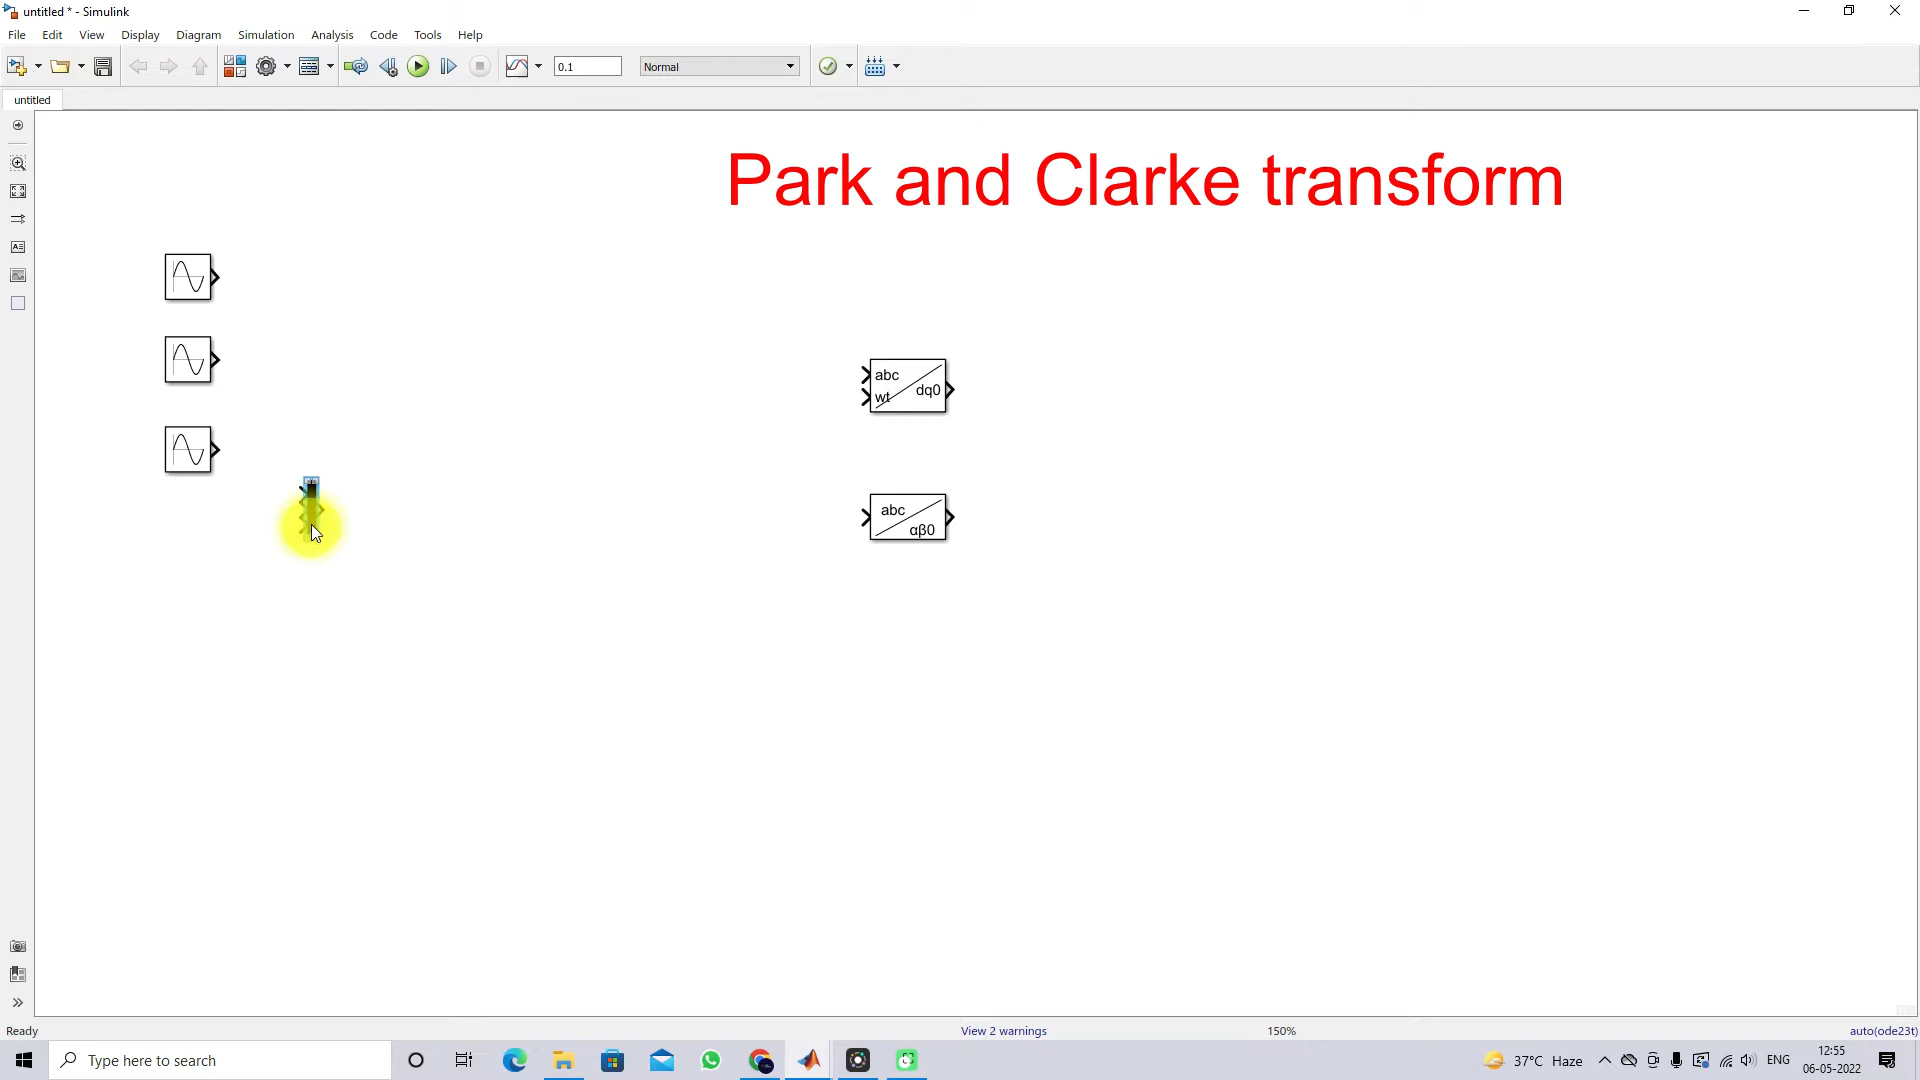 untitled * - Simulink
File Edit View Display Diagram Simulation Analysis Code Tools Help
0.1 Normal
untitled
Park and Clarke transform
abc
wt
dq0
abc
αβ0
Ready View 2 warnings 150% auto(ode23t)
Type here to search
37°C Haze ENG
12:55
06-05-2022